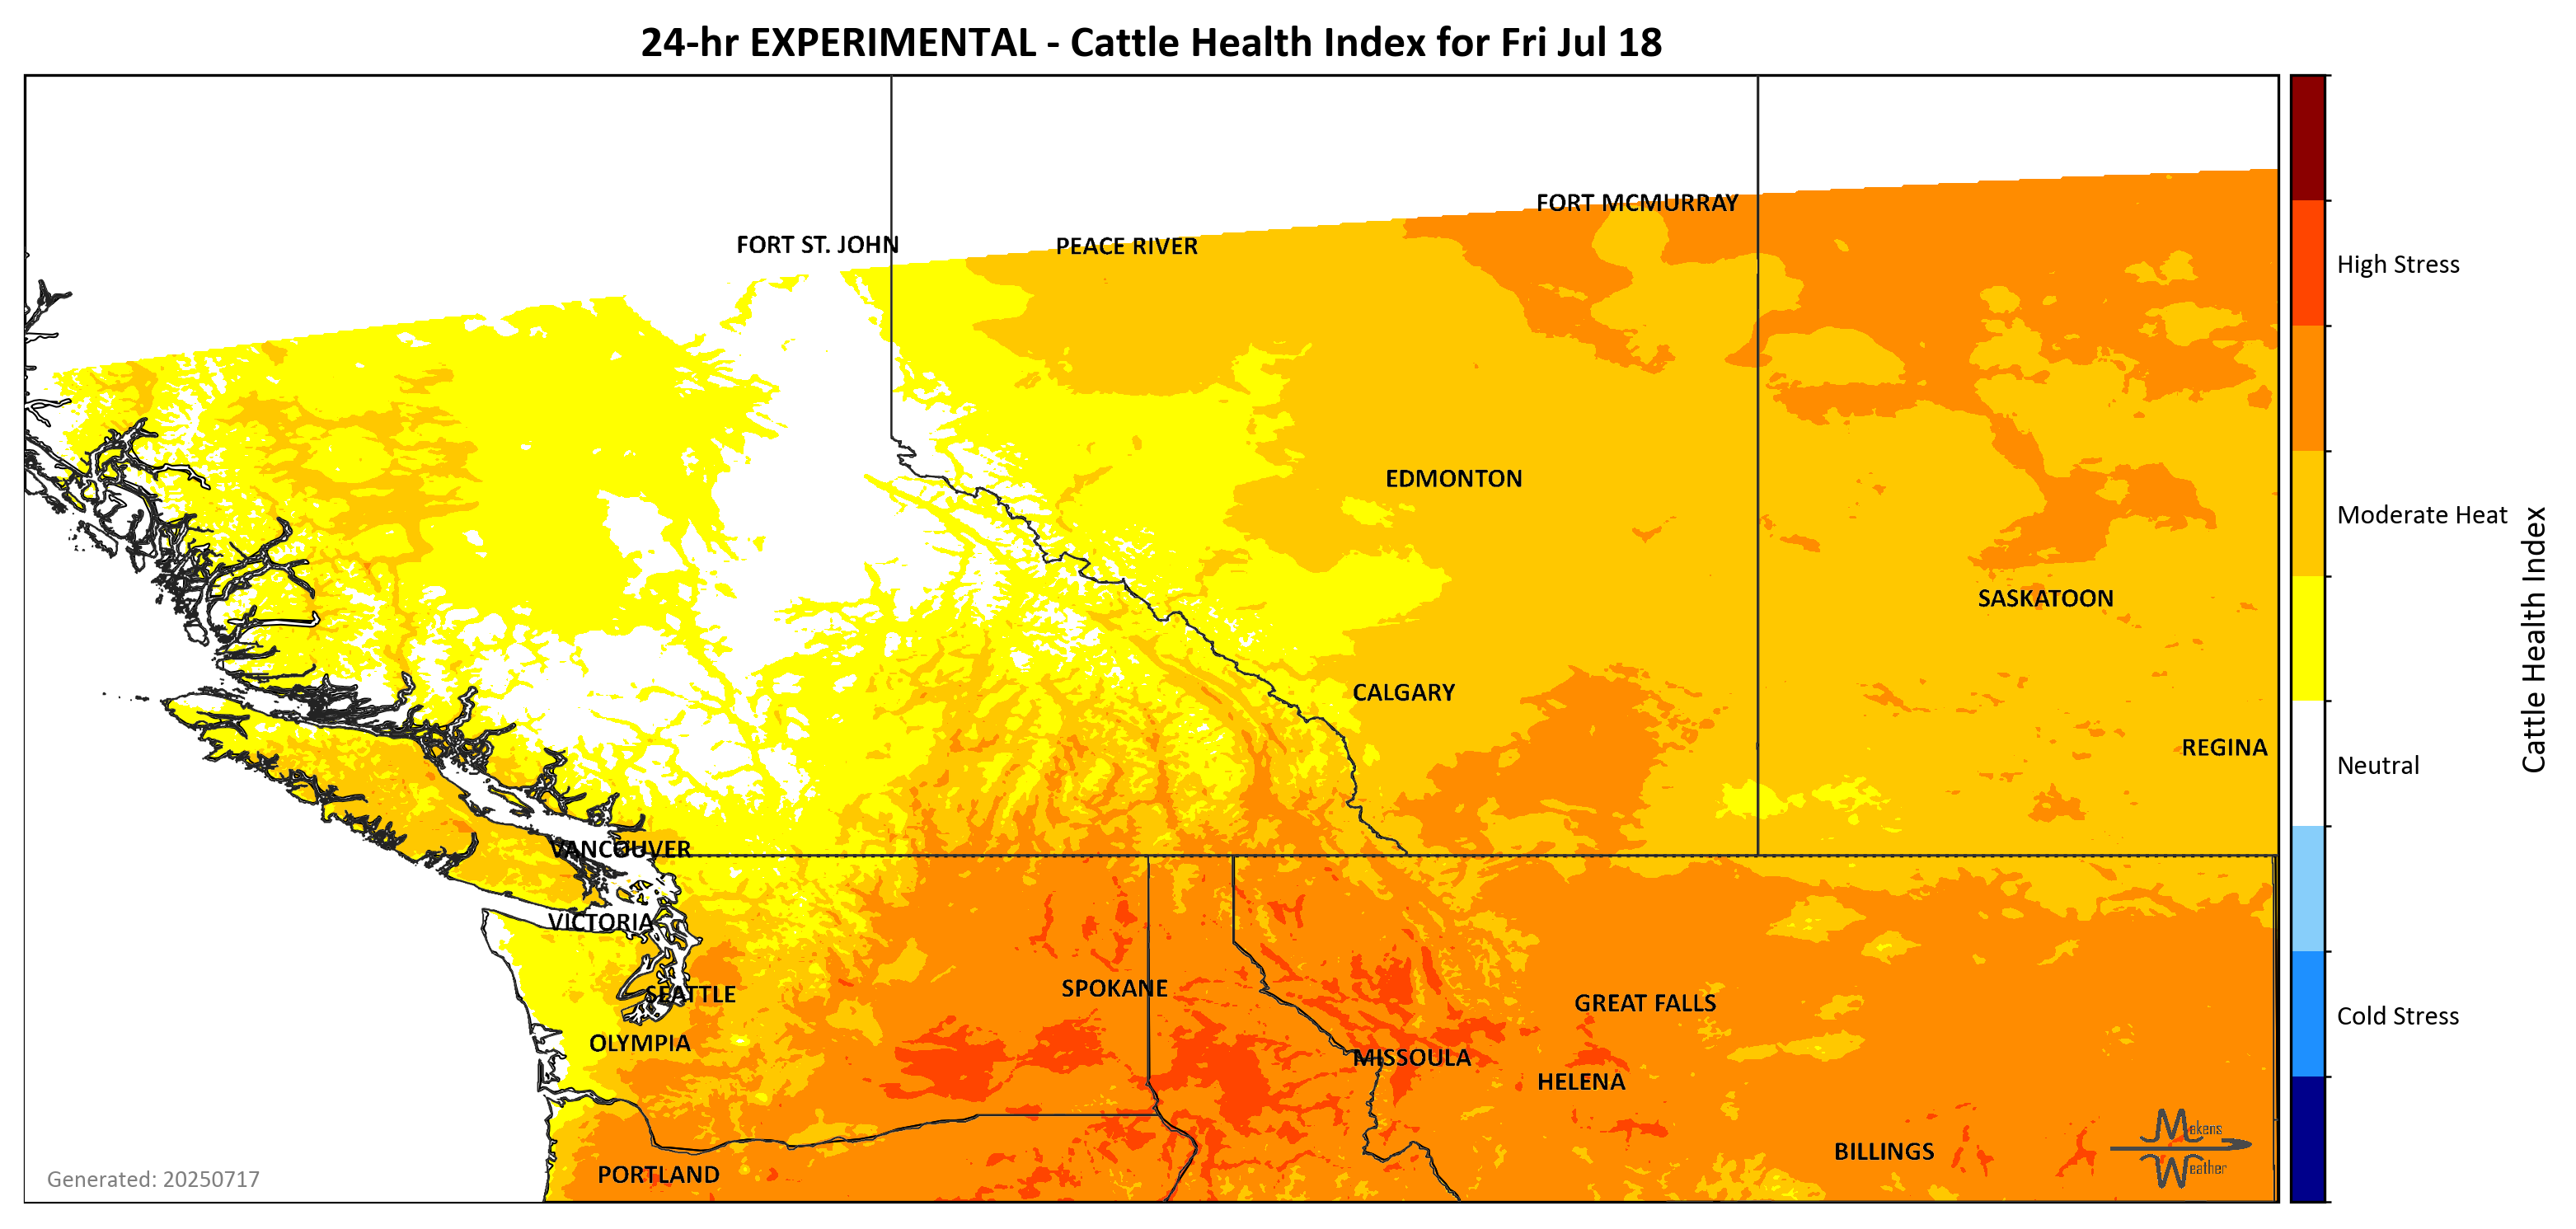 24-hr EXPERIMENTAL - Cattle Health Index for Fri Jul 18
FORT MCMURRAY
FORT ST. JOHN
PEACE RIVER
High Stress
EDMONTON
Moderate Heat
SASKATOON
CALGARY
REGINA
Neutral
Cattle Health Index
VANCOUVER
VICTORIA
SPOKANE
SEATTLE
GREAT FALLS
Cold Stress
OLYMPIA
MISSOULA
HELENA
Makens
BILLINGS
Weather
PORTLAND
Generated: 20250717